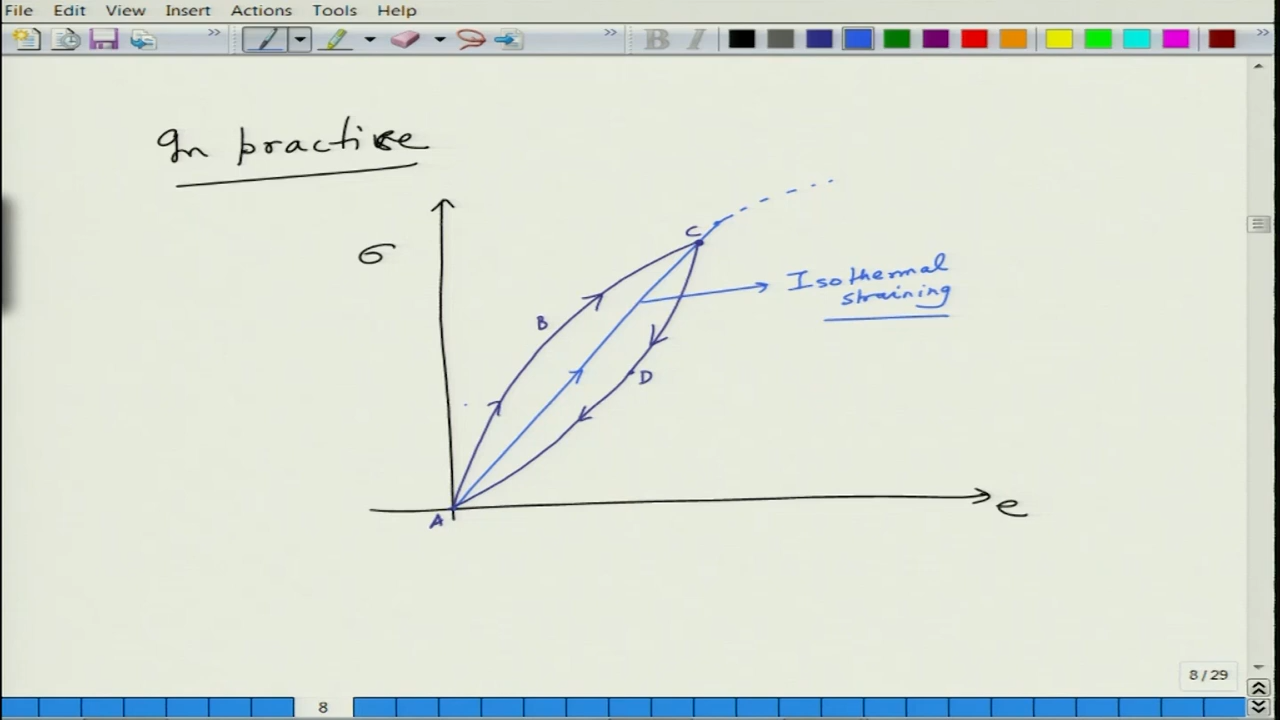 File Edit View Insert Actions Tools Help
B I
In practice
σ
C
Isothermal
straining
B
D
A
e
8 / 29
8